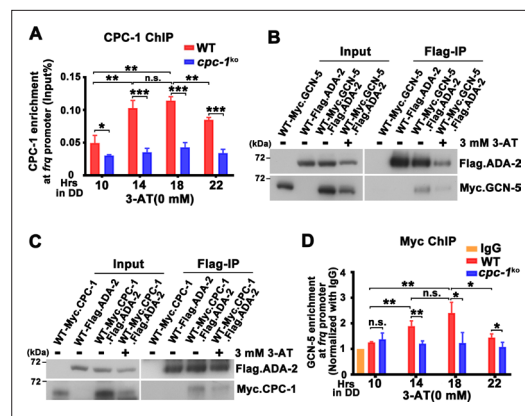 A
CPC-1 ChIP
WT
cpc-1ᵏᵒ
CPC-1 enrichment
at frq promoter (Input%)
0.15
0.10
0.05
0.00
**
** n.s. **
*
***
***
***
Hrs
in DD
10 14 18 22
3-AT(0 mM)
B
Input Flag-IP
WT-Myc.GCN-5
WT-Flag.ADA-2
WT-Myc.GCN-5
.Flag.ADA-2
WT-Myc.GCN-5
.Flag.ADA-2
WT-Myc.GCN-5
WT-Flag.ADA-2
WT-Myc.GCN-5
.Flag.ADA-2
WT-Myc.GCN-5
.Flag.ADA-2
(kDa) - - - + - - - + 3 mM 3-AT
72 Flag.ADA-2
72 Myc.GCN-5
C
Input Flag-IP
WT-Myc.CPC-1
WT-Flag.ADA-2
WT-Myc.CPC-1
.Flag.ADA-2
WT-Myc.CPC-1
.Flag.ADA-2
WT-Myc.CPC-1
WT-Flag.ADA-2
WT-Myc.CPC-1
.Flag.ADA-2
WT-Myc.CPC-1
.Flag.ADA-2
(kDa) - - - + - - - + 3 mM 3-AT
72 Flag.ADA-2
72 Myc.CPC-1
D
Myc ChIP
IgG
WT
cpc-1ᵏᵒ
GCN-5 enrichment
at frq promoter
(Normalized with IgG)
4
3
2
1
0
** *
** n.s.
n.s.
**
*
*
Hrs
in DD
10 14 18 22
3-AT(0 mM)